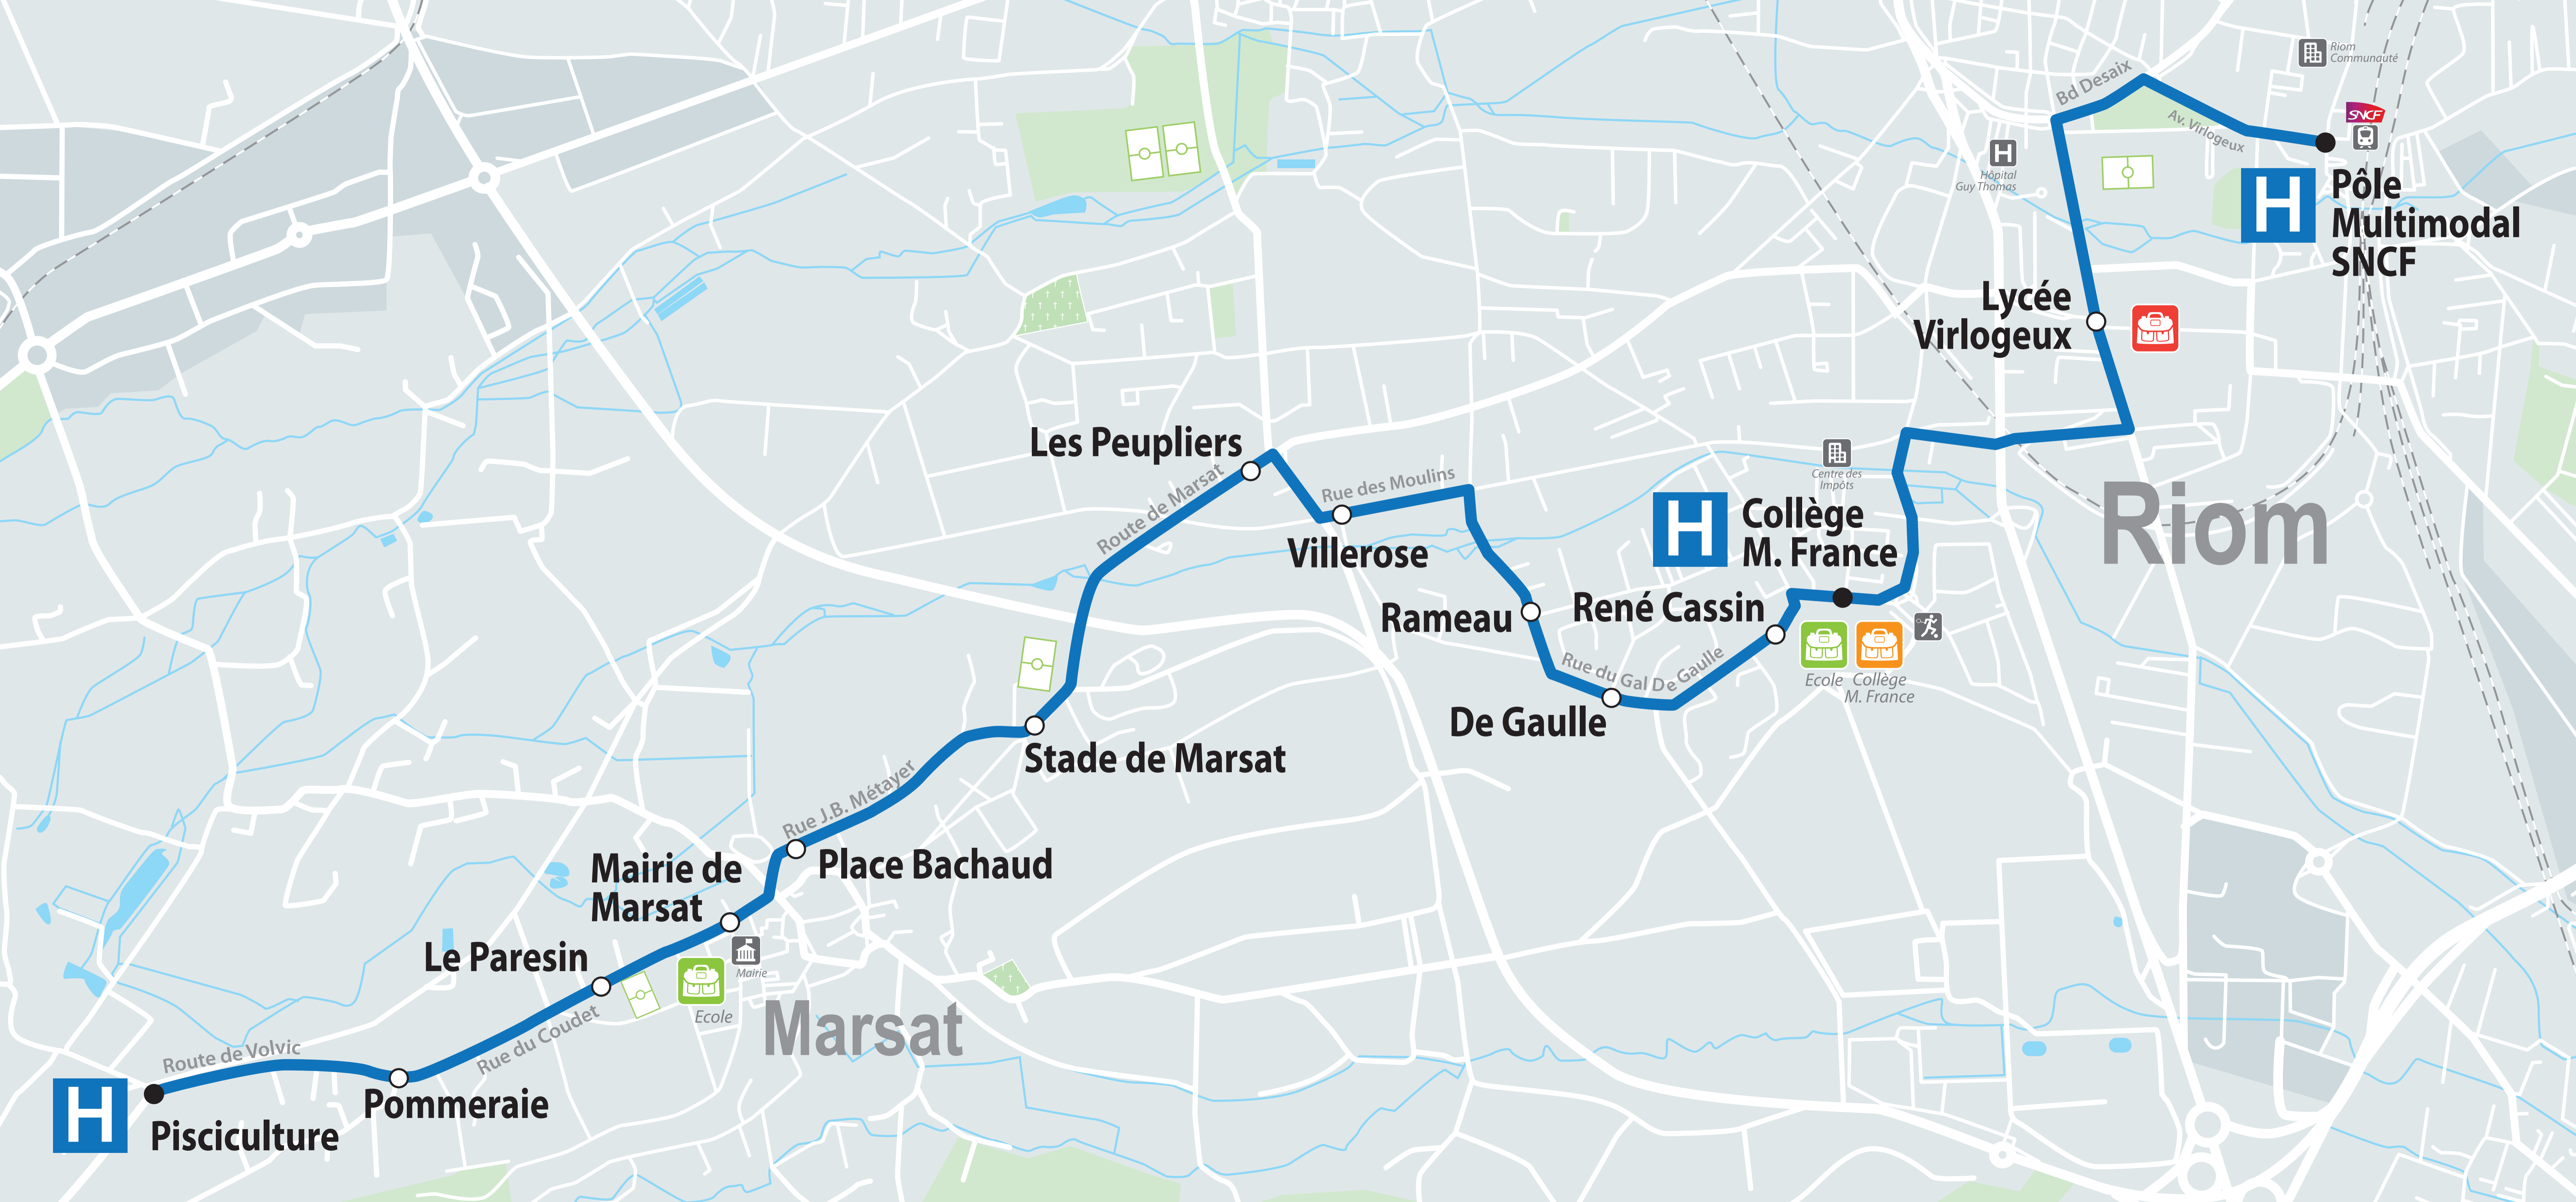 Riom
Communauté
Bd Desaix
SNCF
Av. Virlogeux
H
Hôpital
Guy Thomas
H
Pôle
Multimodal
SNCF
Lycée
Virlogeux
Les Peupliers
Route de Marsat
Rue des Moulins
Villerose
Centre des
Impôts
H
Collège
M. France
Riom
Rameau
René Cassin
Rue du Gal De Gaulle
Ecole
Collège
M. France
De Gaulle
Stade de Marsat
Rue J.B. Métayer
Place Bachaud
Mairie de
Marsat
Le Paresin
Mairie
Ecole
Marsat
Rue du Coudet
Route de Volvic
Pommeraie
H
Pisciculture